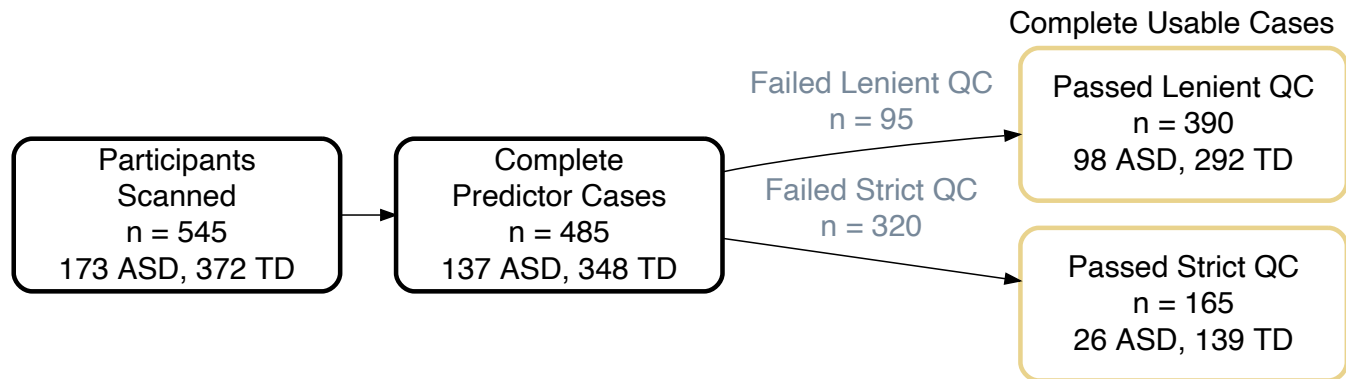 Participants
Scanned
n = 545
173 ASD, 372 TD
Complete
Predictor Cases
n = 485
137 ASD, 348 TD
Failed Lenient QC
n = 95
Failed Strict QC
n = 320
Complete Usable Cases
Passed Lenient QC
n = 390
98 ASD, 292 TD
Passed Strict QC
n = 165
26 ASD, 139 TD